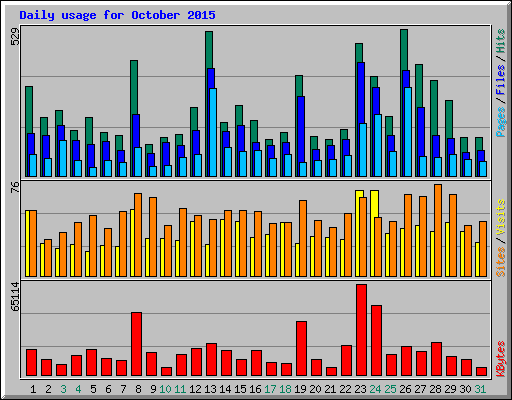 Daily usage for October 2015
529
Pages / Files / Hits
76
Sites / Visits
65114
KBytes
1 2 3 4 5 6 7 8 9 10 11 12 13 14 15 16 17 18 19 20 21 22 23 24 25 26 27 28 29 30 31